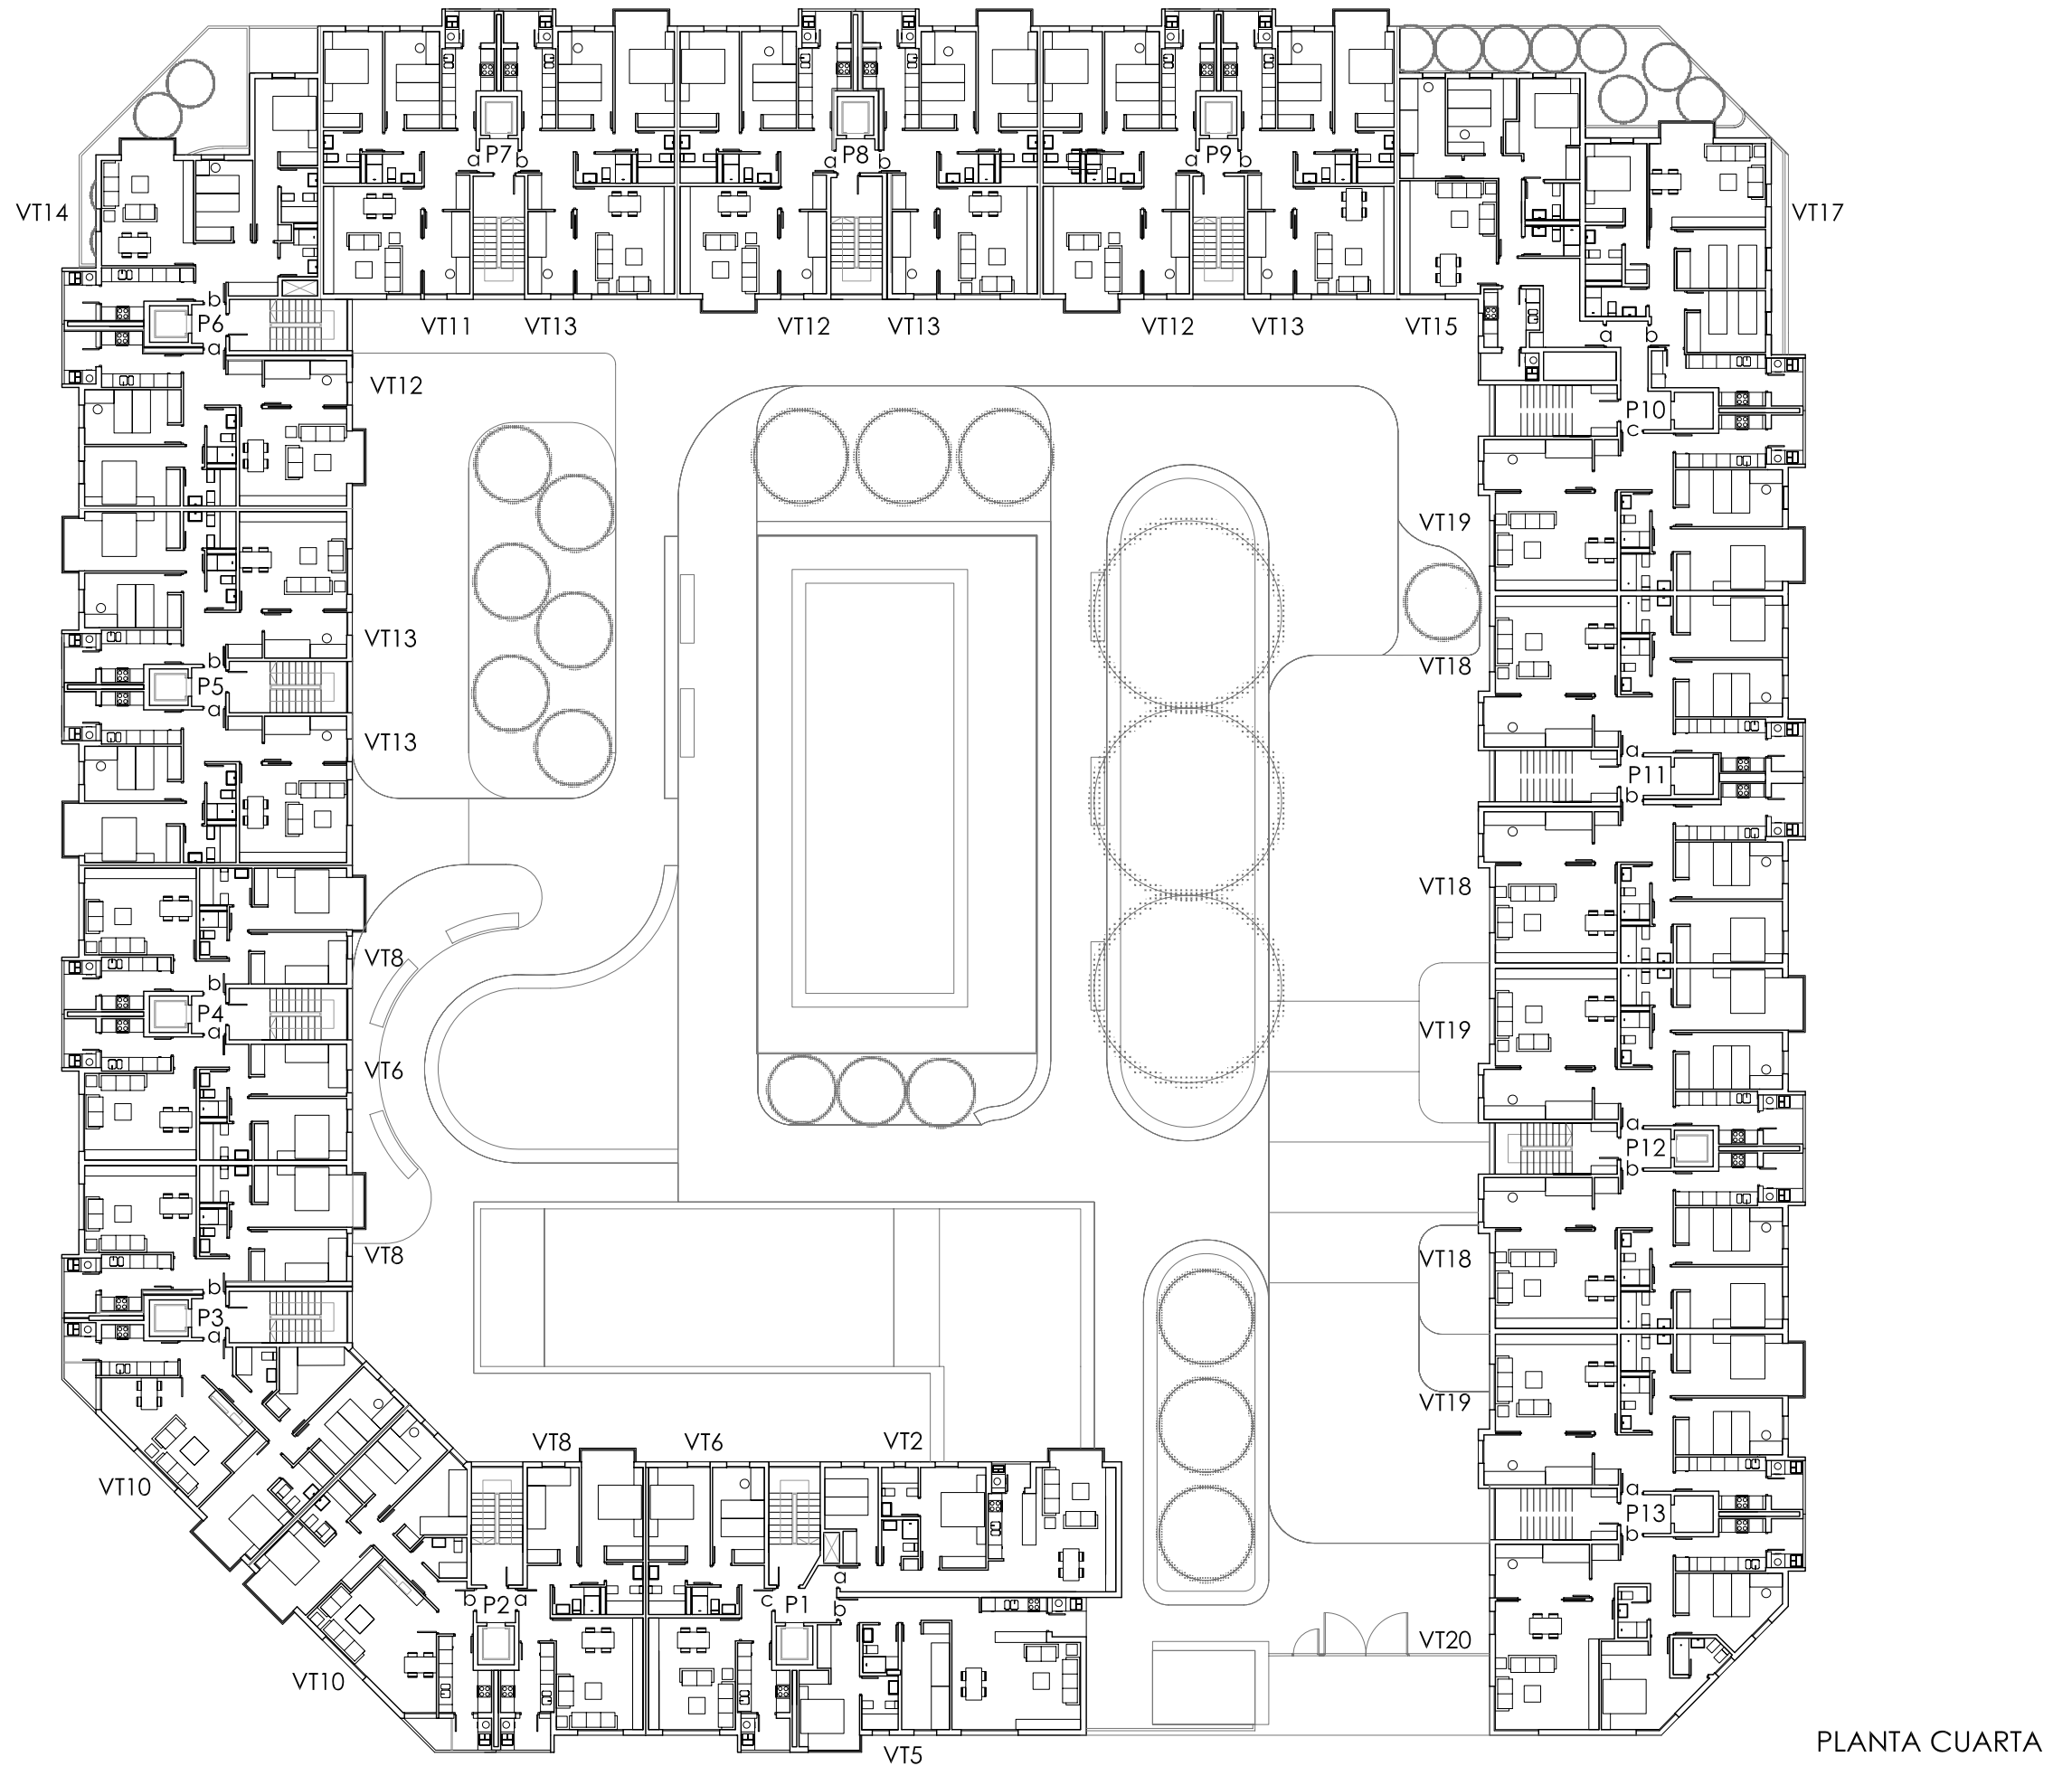 a P7 b
a P8 b
a P9 b
VT14
VT17
b
P6
a
VT11
VT13
VT12
VT13
VT12
VT13
VT15
a
b
VT12
P10
c
VT19
VT13
b
P5
a
VT18
VT13
a
P11
b
VT18
VT8
b
P4
a
VT19
VT6
a
P12
b
VT8
VT18
b
P3
a
VT19
VT10
VT8
VT6
VT2
a
P13
b
a
b P2 a
c P1 b
VT20
VT10
VT5
PLANTA CUARTA